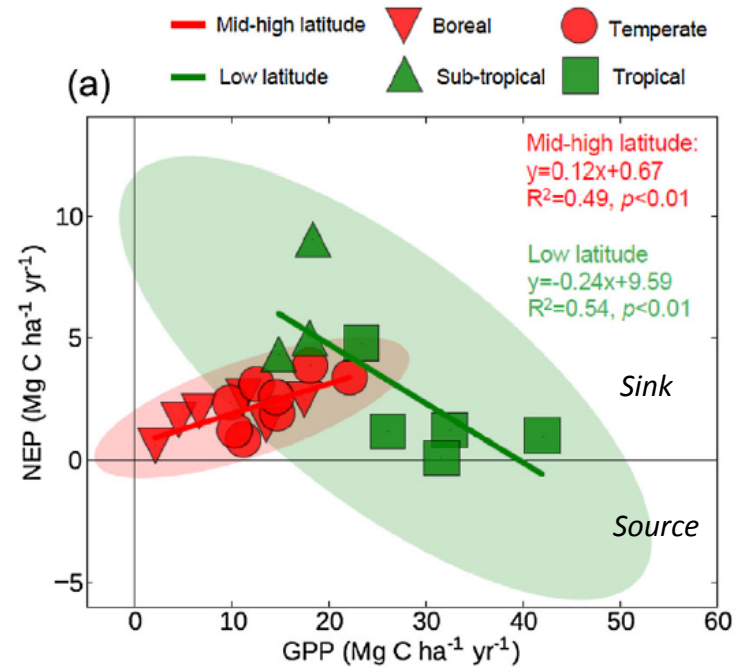 Mid-high latitude Boreal Temperate
Low latitude Sub-tropical Tropical
(a)
Mid-high latitude:
y=0.12x+0.67
R²=0.49, p<0.01
Low latitude
y=-0.24x+9.59
R²=0.54, p<0.01
Sink
Source
10
5
0
−5
NEP (Mg C ha⁻¹ yr⁻¹)
0 10 20 30 40 50 60
GPP (Mg C ha⁻¹ yr⁻¹)